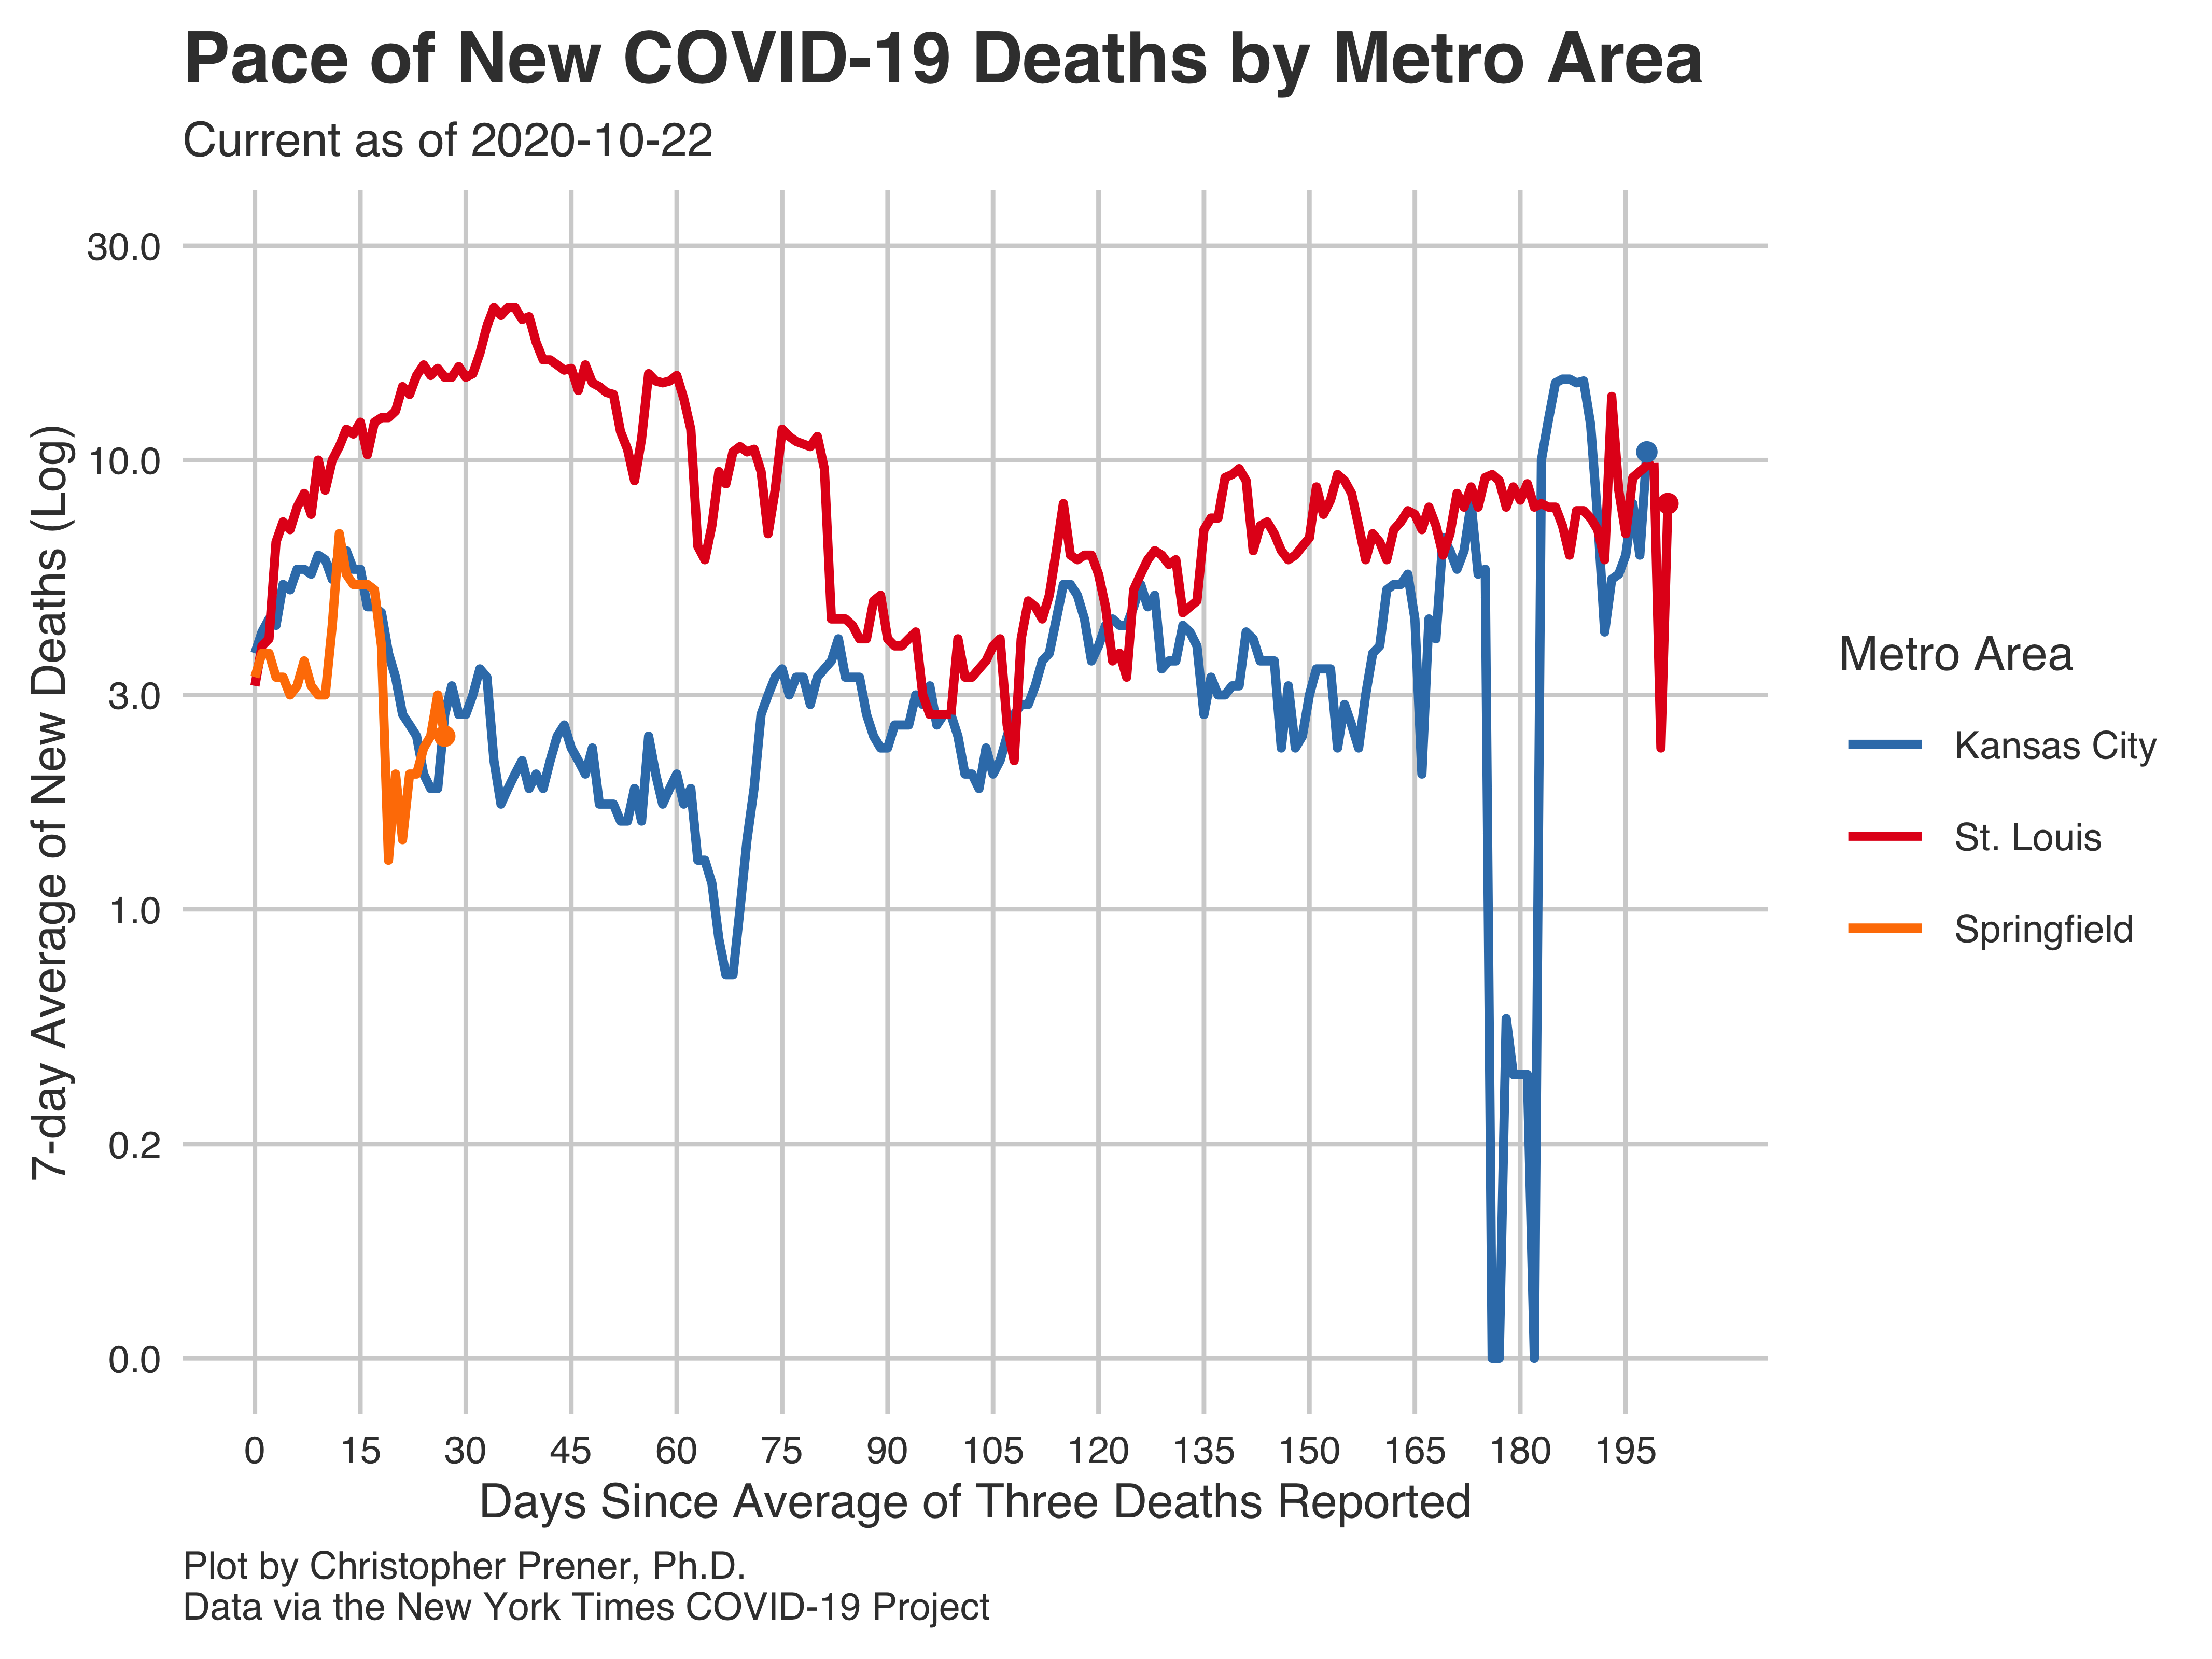 Pace of New COVID-19 Deaths by Metro Area
Current as of 2020-10-22
7-day Average of New Deaths (Log)
30.0
10.0
3.0
1.0
0.2
0.0
0 15 30 45 60 75 90 105 120 135 150 165 180 195
Days Since Average of Three Deaths Reported
Metro Area
Kansas City
St. Louis
Springfield
Plot by Christopher Prener, Ph.D.
Data via the New York Times COVID-19 Project